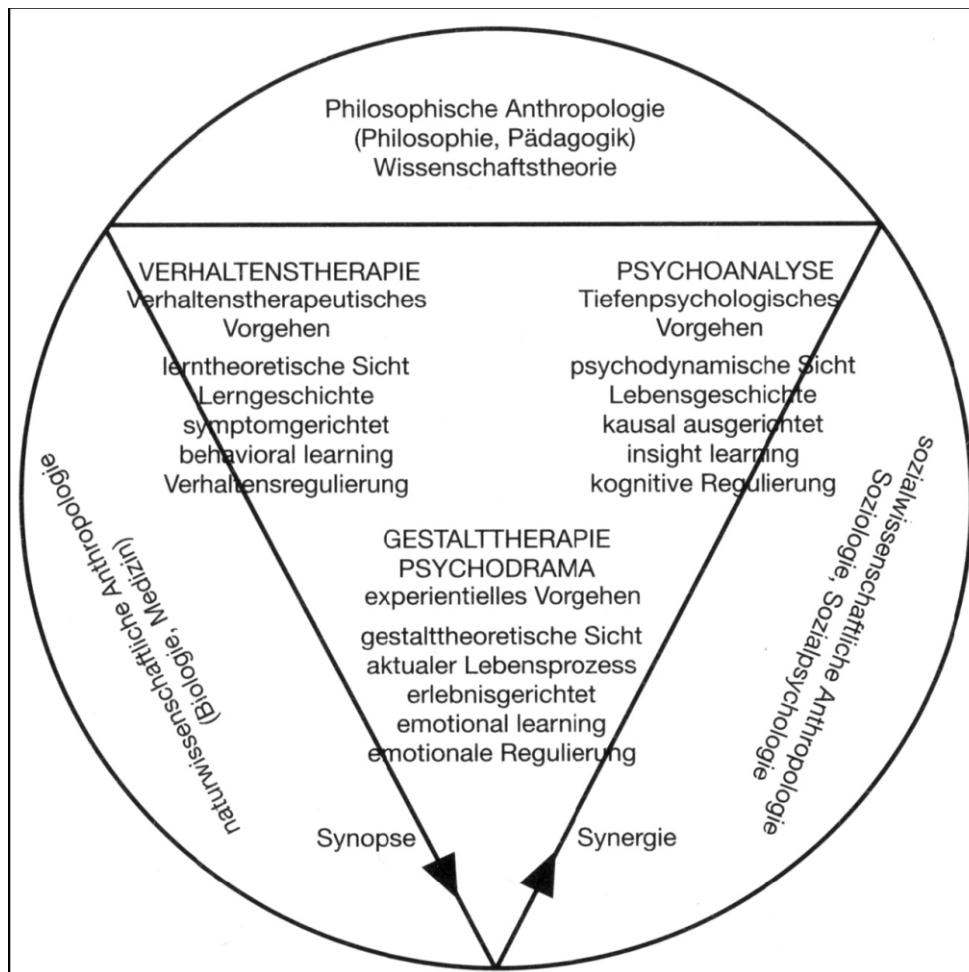 Philosophische Anthropologie
(Philosophie, Pädagogik)
Wissenschaftstheorie
VERHALTENSTHERAPIE
Verhaltenstherapeutisches
Vorgehen
lerntheoretische Sicht
Lerngeschichte
symptomgerichtet
behavioral learning
Verhaltensregulierung
PSYCHOANALYSE
Tiefenpsychologisches
Vorgehen
psychodynamische Sicht
Lebensgeschichte
kausal ausgerichtet
insight learning
kognitive Regulierung
GESTALTTHERAPIE
PSYCHODRAMA
experientielles Vorgehen
gestalttheoretische Sicht
aktualer Lebensprozess
erlebnisgerichtet
emotional learning
emotionale Regulierung
naturwissenschaftliche Anthropologie
(Biologie, Medizin)
sozialwissenschaftliche Anthropologie
Soziologie, Sozialpsychologie
Synopse
Synergie